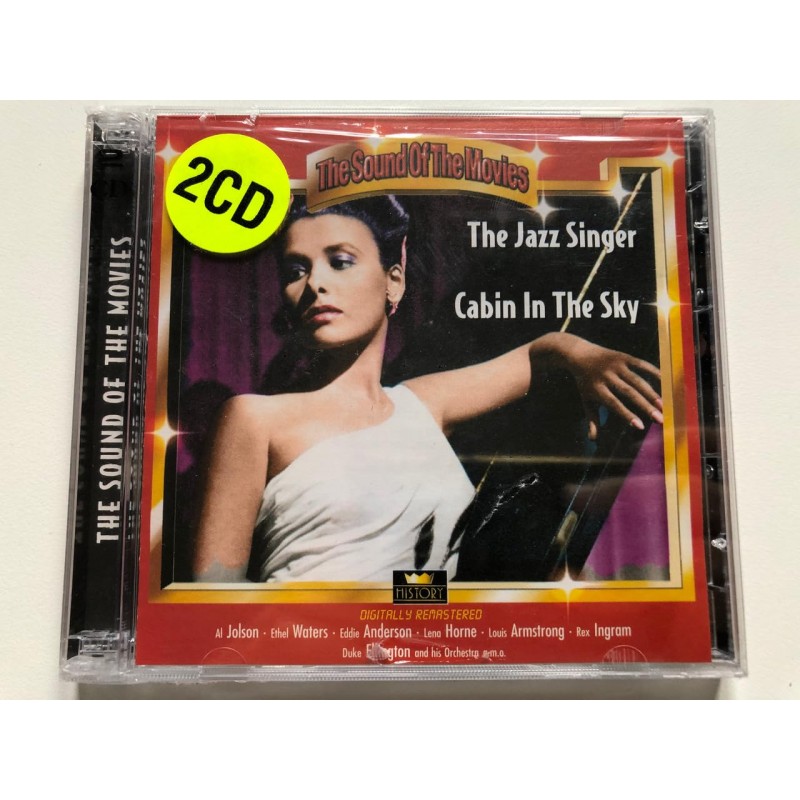 2CD
The Sound Of The Movies
The Jazz Singer
Cabin In The Sky
THE SOUND OF THE MOVIES
HISTORY
DIGITALLY REMASTERED
Al Jolson · Ethel Waters · Eddie Anderson · Lena Horne · Louis Armstrong · Rex Ingram
Duke Ellington and his Orchestra a.m.o.